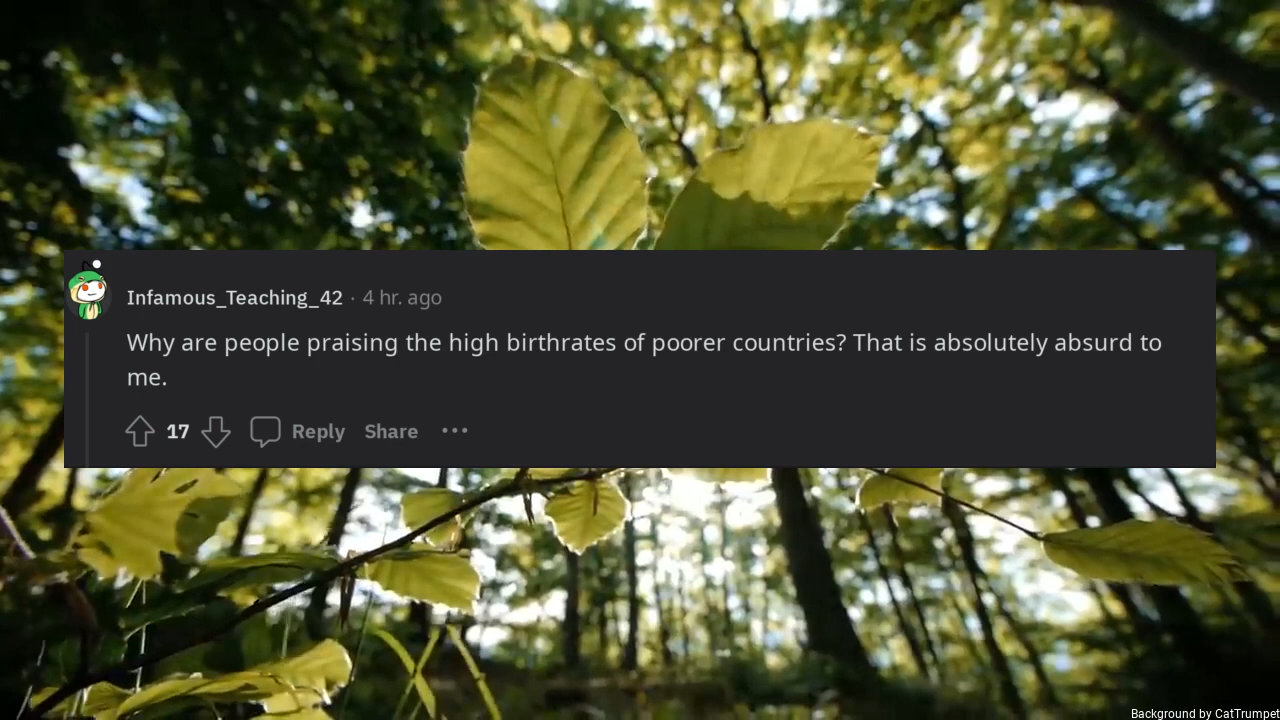 Infamous_Teaching_42 · 4 hr. ago
Why are people praising the high birthrates of poorer countries? That is absolutely absurd to
me.
17 Reply Share ···
Background by CatTrumpet